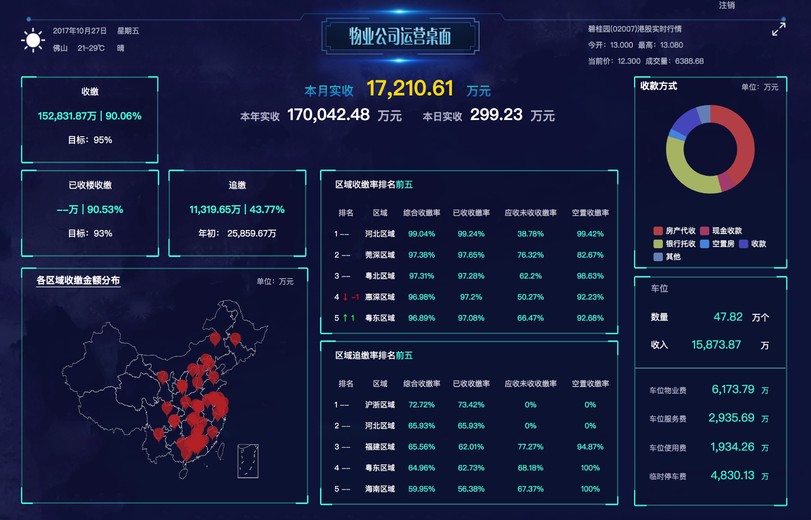 注销
2017年10月27日 星期五
佛山 21~29℃ 晴
物业公司运营桌面
碧桂园(02007)港股实时行情
今开：13.000 最高：13.080
当前价：12.300 成交量：6388.68
本月实收 17,210.61 万元
本年实收 170,042.48 万元 本日实收 299.23 万元
收缴
152,831.87万 | 90.06%
目标：95%
已收楼收缴
--万 | 90.53%
目标：93%
追缴
11,319.65万 | 43.77%
年初： 25,859.67万
各区域收缴金额分布 单位：万元
区域收缴率排名前五
排名 区域 综合收缴率 已收收缴率 应收未收收缴率 空置收缴率
1 -- 河北区域 99.04% 99.24% 38.78% 99.42%
2 -- 莞深区域 97.38% 97.65% 76.32% 82.67%
3 -- 粤北区域 97.31% 97.28% 62.2% 98.63%
4 ↓ -1 惠深区域 96.98% 97.2% 50.27% 92.23%
5 ↑ 1 粤东区域 96.89% 97.08% 66.47% 92.68%
区域追缴率排名前五
排名 区域 综合收缴率 已收收缴率 应收未收收缴率 空置收缴率
1 -- 沪浙区域 72.72% 73.42% 0% 0%
2 -- 河北区域 65.93% 65.93% 0% 0%
3 -- 福建区域 65.56% 62.01% 77.27% 94.87%
4 -- 粤东区域 64.96% 62.73% 68.18% 100%
5 -- 海南区域 59.95% 56.38% 67.37% 100%
收款方式 单位：万元
房产代收 现金收款
银行托收 空置房 收款
其他
车位
数量 47.82 万个
收入 15,873.87 万
车位物业费 6,173.79 万
车位服务费 2,935.69 万
车位使用费 1,934.26 万
临时停车费 4,830.13 万